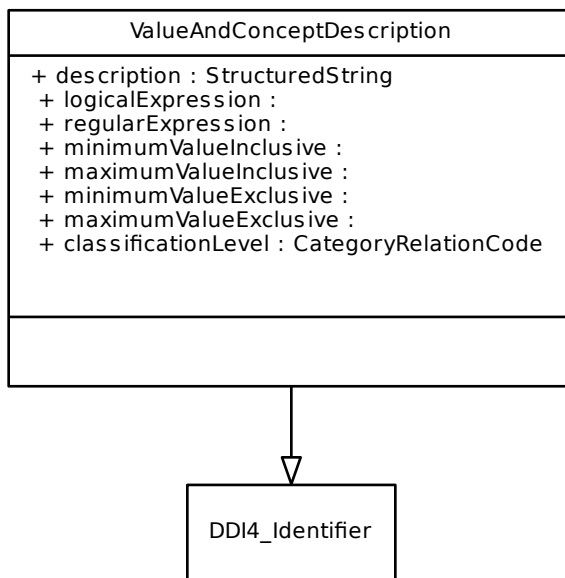 ValueAndConceptDescription
+ description : StructuredString
+ logicalExpression :
+ regularExpression :
+ minimumValueInclusive :
+ maximumValueInclusive :
+ minimumValueExclusive :
+ maximumValueExclusive :
+ classificationLevel : CategoryRelationCode
DDI4_Identifier